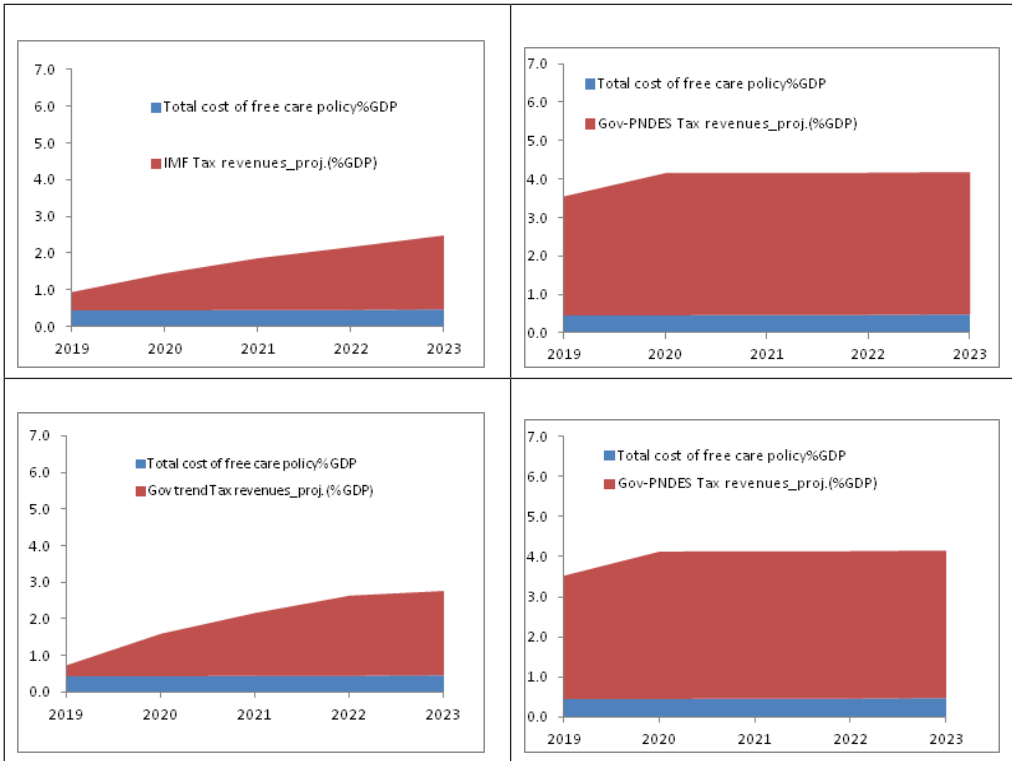 7.0
6.0
5.0
4.0
3.0
2.0
1.0
0.0
Total cost of free care policy%GDP
IMF Tax revenues_proj.(%GDP)
2019 2020 2021 2022 2023
7.0
6.0
5.0
4.0
3.0
2.0
1.0
0.0
Total cost of free care policy%GDP
Gov-PNDES Tax revenues_proj.(%GDP)
2019 2020 2021 2022 2023
7.0
6.0
5.0
4.0
3.0
2.0
1.0
0.0
Total cost of free care policy%GDP
Gov trend Tax revenues_proj.(%GDP)
2019 2020 2021 2022 2023
7.0
6.0
5.0
4.0
3.0
2.0
1.0
0.0
Total cost of free care policy%GDP
Gov-PNDES Tax revenues_proj.(%GDP)
2019 2020 2021 2022 2023